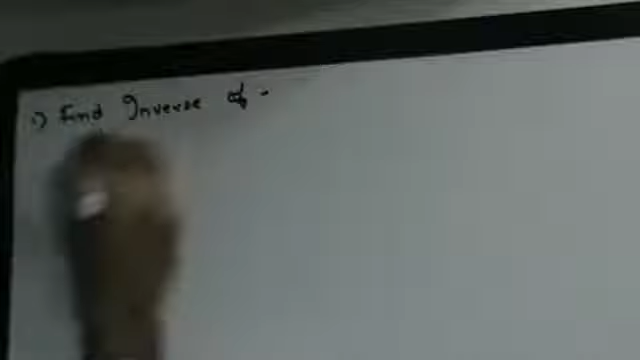 1) Find Inverse of -